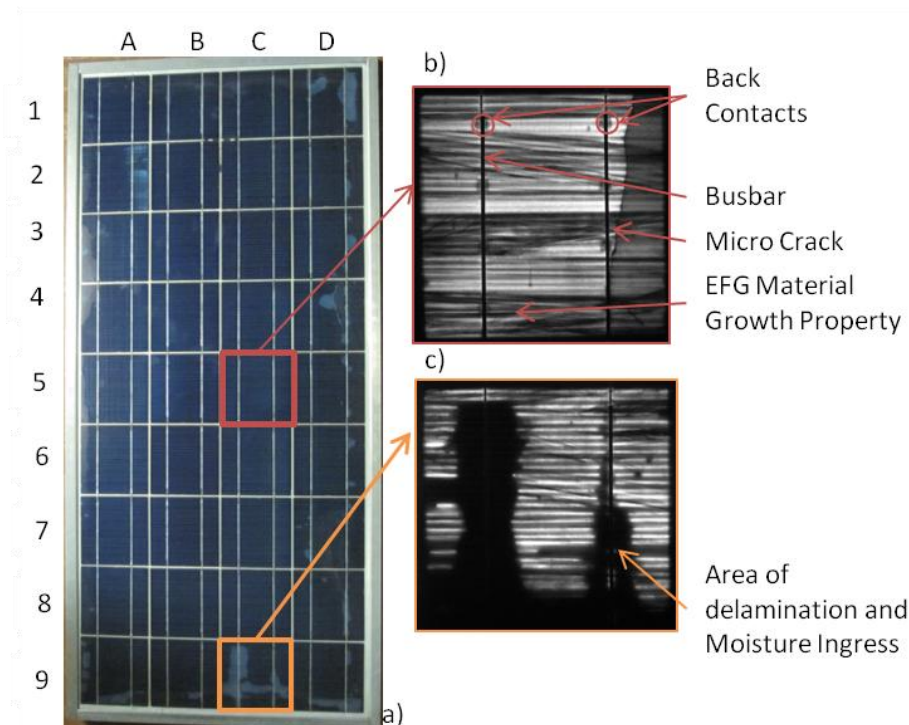 A B C D
1
2
3
4
5
6
7
8
9
a)
b)
Back
Contacts
Busbar
Micro Crack
EFG Material
Growth Property
c)
Area of
delamination and
Moisture Ingress